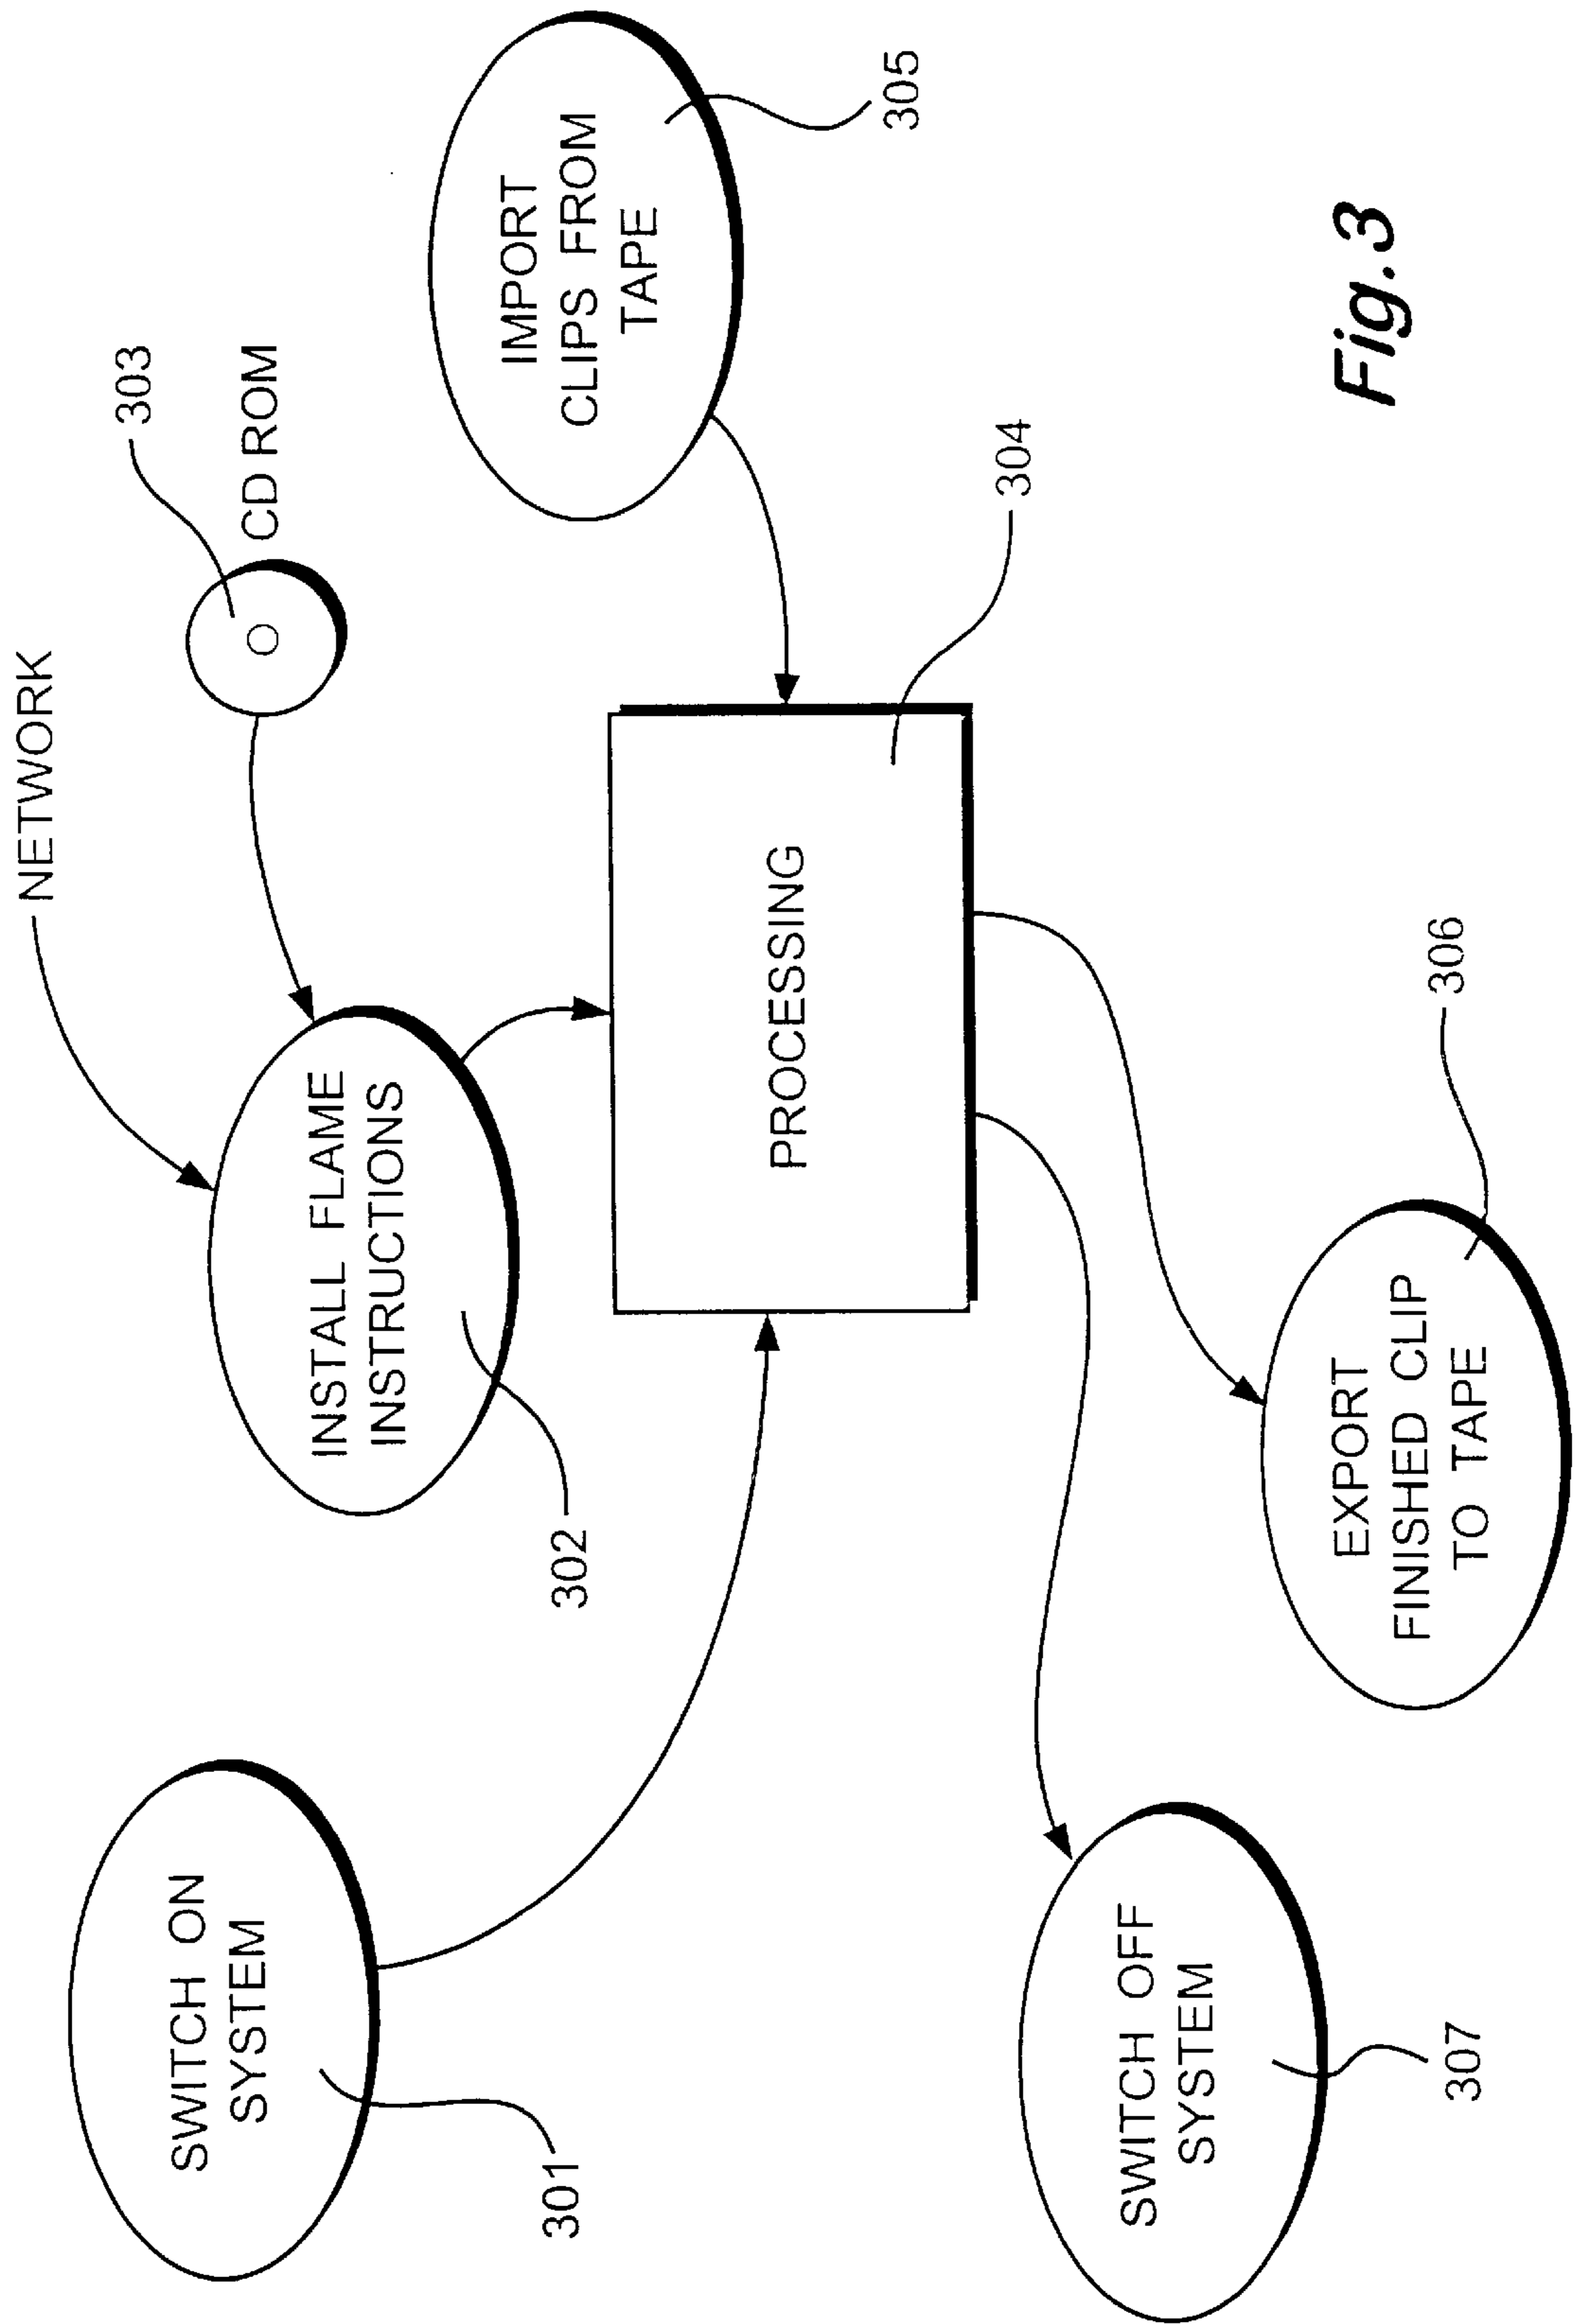 NETWORK
303
CD ROM
INSTALL FLAME
INSTRUCTIONS
302
SWITCH ON
SYSTEM
301
IMPORT
CLIPS FROM
TAPE
305
PROCESSING
304
SWITCH OFF
SYSTEM
307
EXPORT
FINISHED CLIP
TO TAPE
306
Fig.3